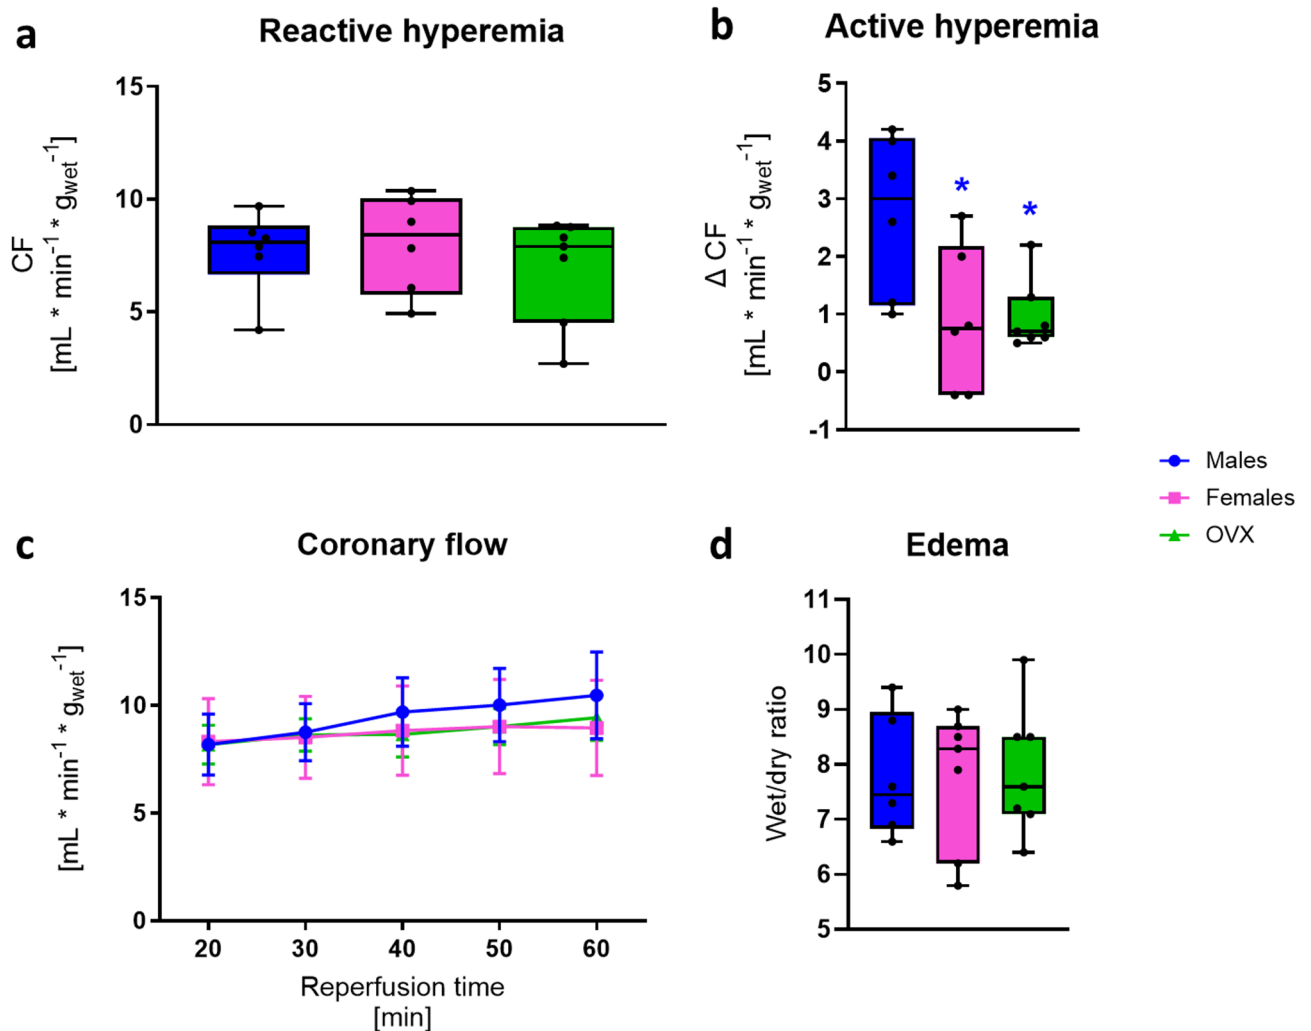 a
Reactive hyperemia
CF
[mL * min⁻¹ * g_wet⁻¹]
15
10
5
0
b
Active hyperemia
Δ CF
[mL * min⁻¹ * g_wet⁻¹]
5
4
3
2
1
0
-1
*
*
Males
Females
OVX
c
Coronary flow
[mL * min⁻¹ * g_wet⁻¹]
15
10
5
0
20 30 40 50 60
Reperfusion time
[min]
d
Edema
Wet/dry ratio
11
10
9
8
7
6
5